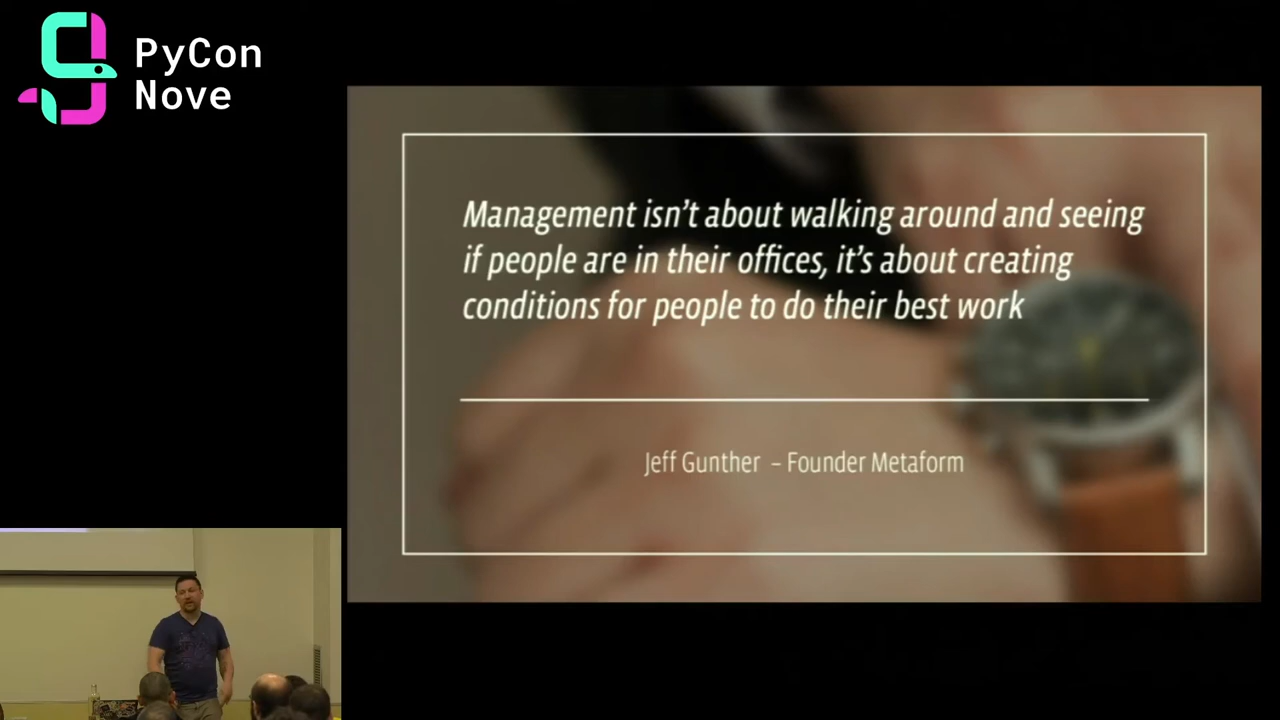 PyCon
Nove
Management isn't about walking around and seeing
if people are in their offices, it's about creating
conditions for people to do their best work
Jeff Gunther – Founder Metaform